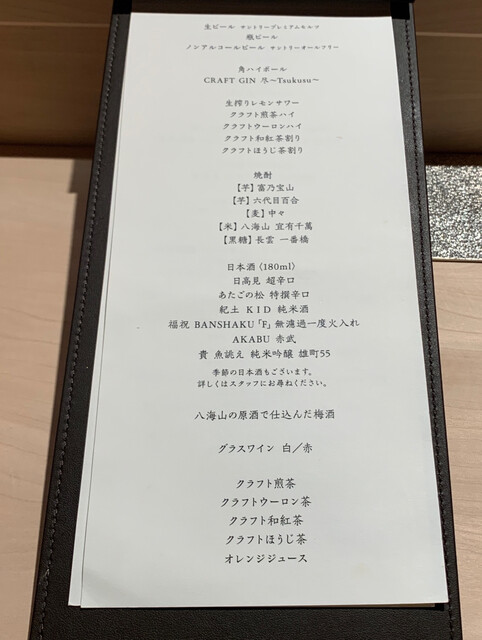 生ビール サントリープレミアムモルツ
瓶ビール
ノンアルコールビール サントリーオールフリー
角ハイボール
CRAFT GIN 尽〜Tsukusu〜
生搾りレモンサワー
クラフト煎茶ハイ
クラフトウーロンハイ
クラフト和紅茶割り
クラフトほうじ茶割り
焼酎
【芋】富乃宝山
【芋】六代目百合
【麦】中々
【米】八海山 宜有千萬
【黒糖】長雲 一番橋
日本酒〈180ml〉
日高見 超辛口
あたごの松 特撰辛口
紀土 KID 純米酒
福祝 BANSHAKU「F」無濾過一度火入れ
AKABU 赤武
貴 魚誂え 純米吟醸 雄町55
季節の日本酒もございます。
詳しくはスタッフにお尋ねください。
八海山の原酒で仕込んだ梅酒
グラスワイン 白／赤
クラフト煎茶
クラフトウーロン茶
クラフト和紅茶
クラフトほうじ茶
オレンジジュース